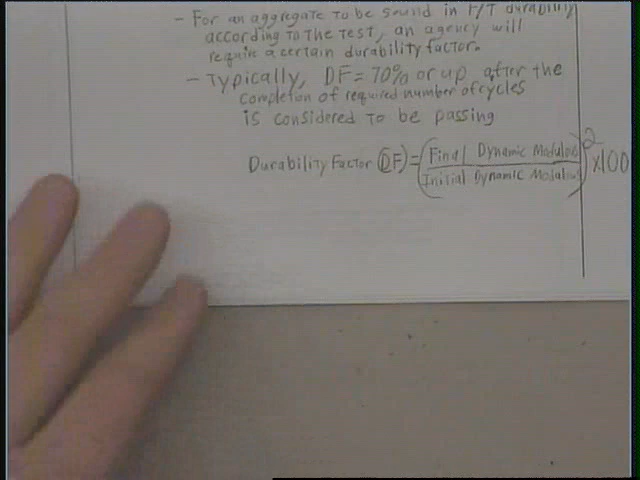 - For an aggregate to be sound in F/T durability
according to the test, an agency will
require a certain durability factor.
- Typically, DF = 70% or up after the
completion of required number of cycles
is considered to be passing
Durability Factor (DF) = (Final Dynamic Modulus
Initial Dynamic Modulus)² x100